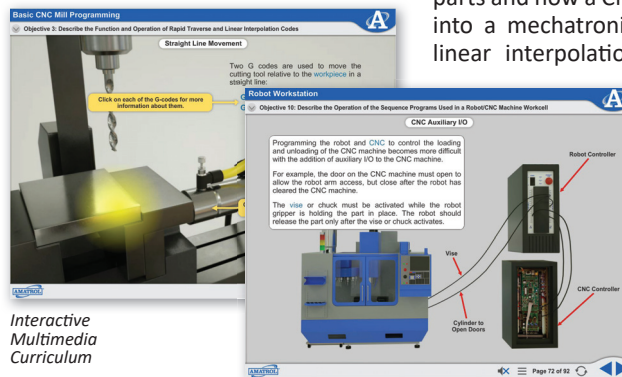 parts and how a C
into a mechatroni
linear interpolatio
Basic CNC Mill Programming
Objective 3: Describe the Function and Operation of Rapid Traverse and Linear Interpolation Codes
Straight Line Movement
Two G codes are used to move the
cutting tool relative to the workpiece in a
straight line:
Click on each of the G-codes for more
information about them.
G
G
AMATROL
Robot Workstation
Objective 10: Describe the Operation of the Sequence Programs Used in a Robot/CNC Machine Workcell
CNC Auxiliary I/O
Programming the robot and CNC to control the loading
and unloading of the CNC machine becomes more difficult
with the addition of auxiliary I/O to the CNC machine.
For example, the door on the CNC machine must open to
allow the robot arm access, but close after the robot has
cleared the CNC machine.
The vise or chuck must be activated while the robot
gripper is holding the part in place. The robot should
release the part only after the vise or chuck activates.
Robot Controller
Vise
CNC Controller
Cylinder to
Open Doors
AMATROL
Page 72 of 92
Interactive
Multimedia
Curriculum